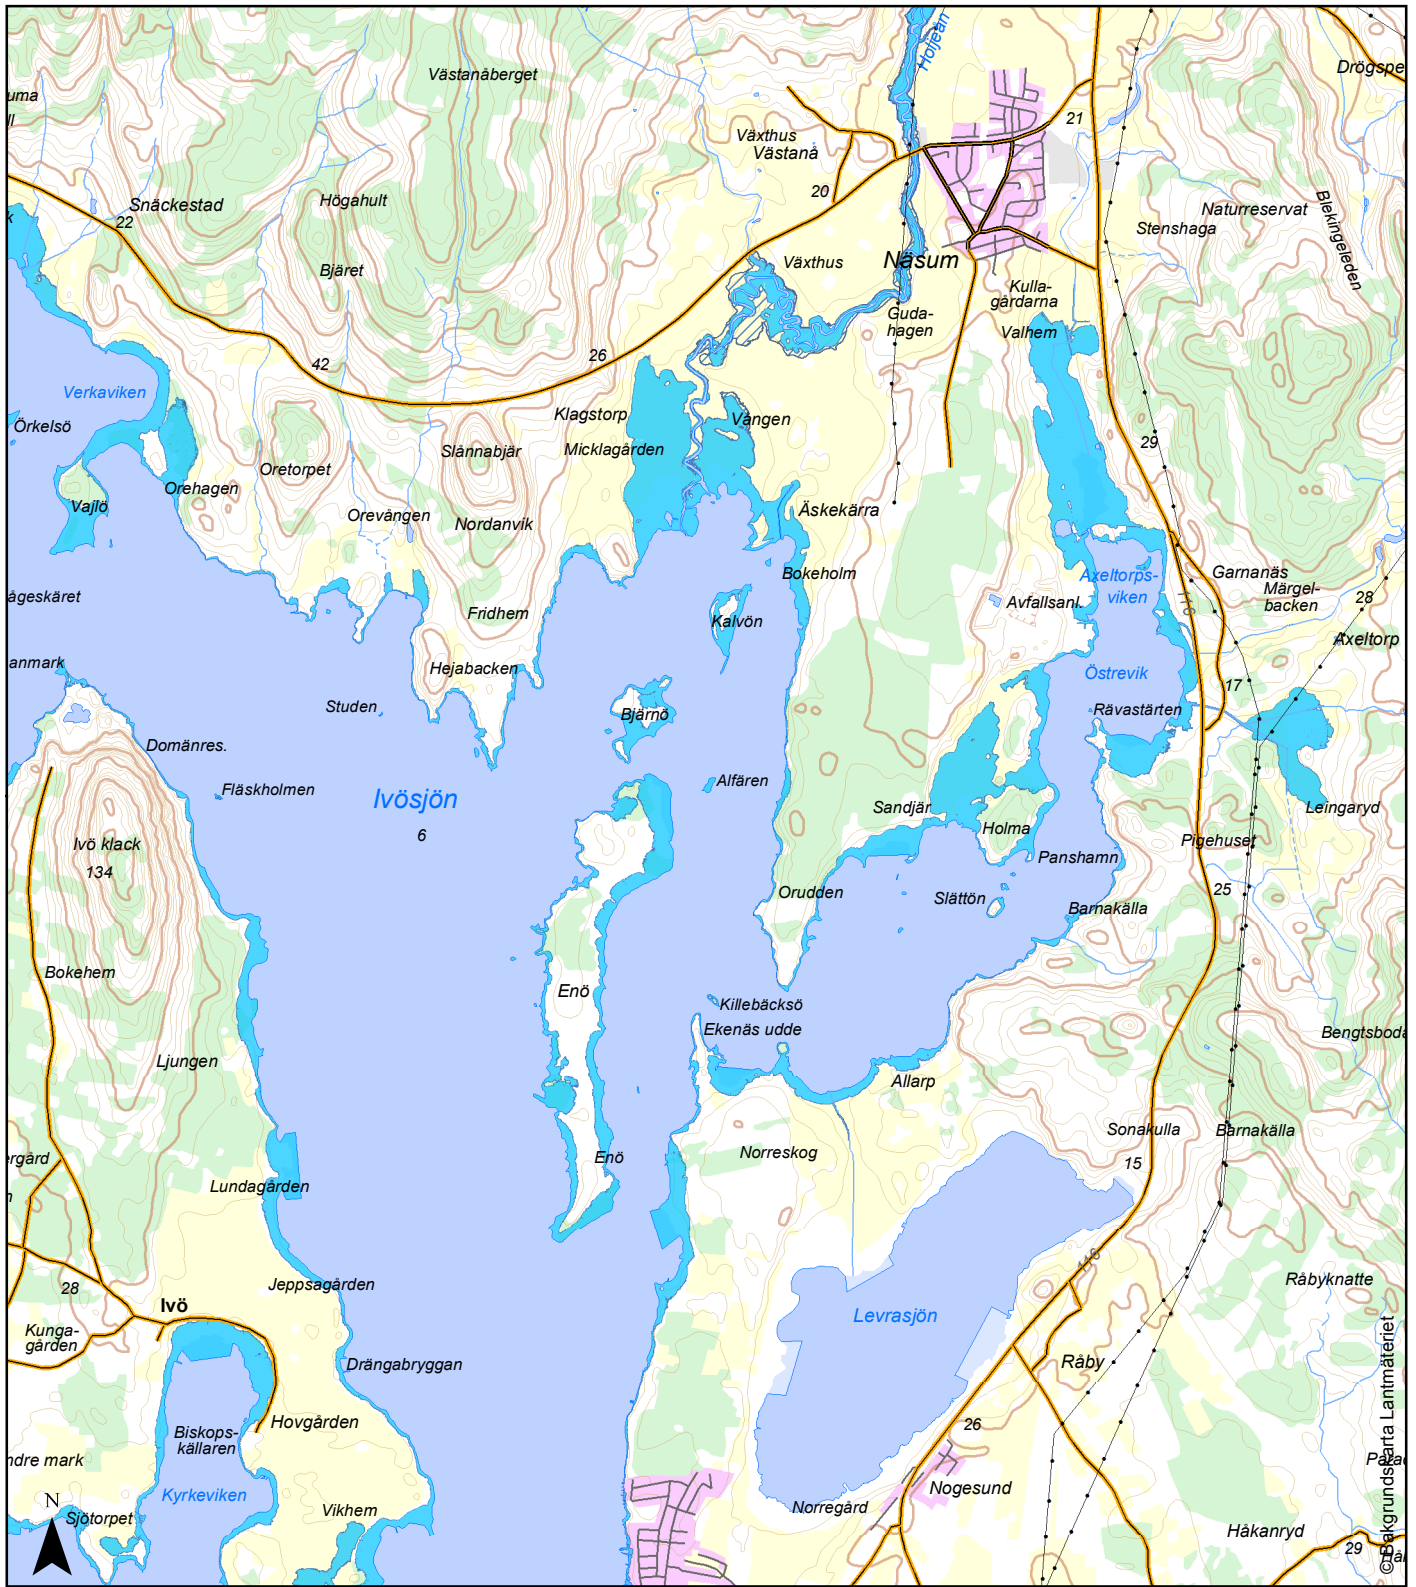 Holjeån
Västanåberget
Drögspe
uma
ll
21
Växthus
Västanå
20
Snäckestad
22
Högahult
Naturreservat
Blekingeleden
k
Stenshaga
Bjäret
Växthus
Näsum
Kulla-
gårdarna
Guda-
hagen
Valhem
42
26
Verkaviken
Örkelsö
Klagstorp
Vången
Micklagården
Slånnabjär
29
Oretorpet
Orehagen
Vajlö
Orevången
Nordanvik
Äskekärra
Bokeholm
Axeltorps-
viken
Garnanäs
Märgel-
backen
28
116
ågeskäret
Avfallsanl.
Fridhem
Kalvön
Axeltorp
anmark
Hejabacken
Östrevik
17
Studen
Bjärnö
Rävastärten
Domänres.
Fläskholmen
Ivösjön
6
Alfären
Sandjär
Leingaryd
Ivö klack
134
Holma
Pigehuset
Panshamn
Orudden
Slättön
25
Barnakälla
Bokehem
Enö
Killebäcksö
Ekenäs udde
Bengtsboda
Ljungen
Allarp
Sonakulla
Barnakälla
ergård
Enö
Norreskog
15
n
Lundagården
116
28
Jeppsagården
Råbyknatte
Ivö
Levrasjön
Kunga-
gården
Drängabryggan
Råby
Hovgården
26
Biskops-
källaren
ndre mark
Kyrkeviken
Nogesund
Norregård
N
Sjötorpet
Vikhem
Håkanryd
29
©Bakgrundskarta Lantmäteriet